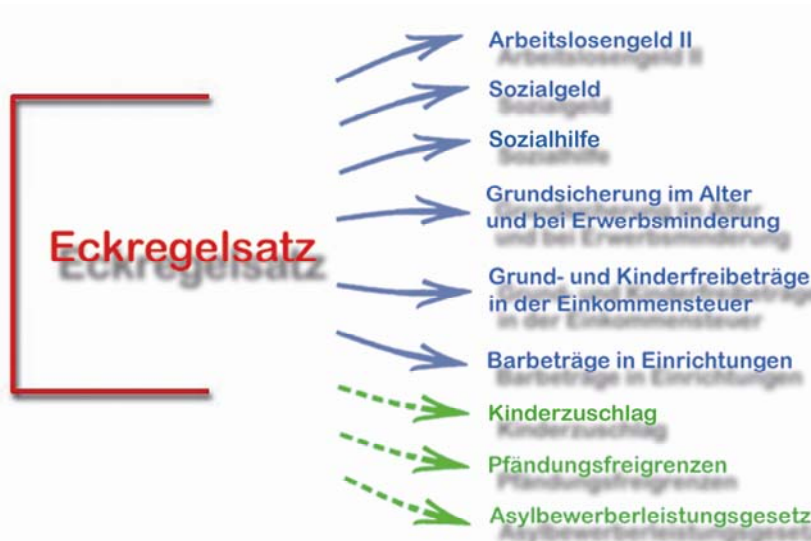 Eckregelsatz
Arbeitslosengeld II
Sozialgeld
Sozialhilfe
Grundsicherung im Alter
und bei Erwerbsminderung
Grund- und Kinderfreibeträge
in der Einkommensteuer
Barbeträge in Einrichtungen
Kinderzuschlag
Pfändungsfreigrenzen
Asylbewerberleistungsgesetz